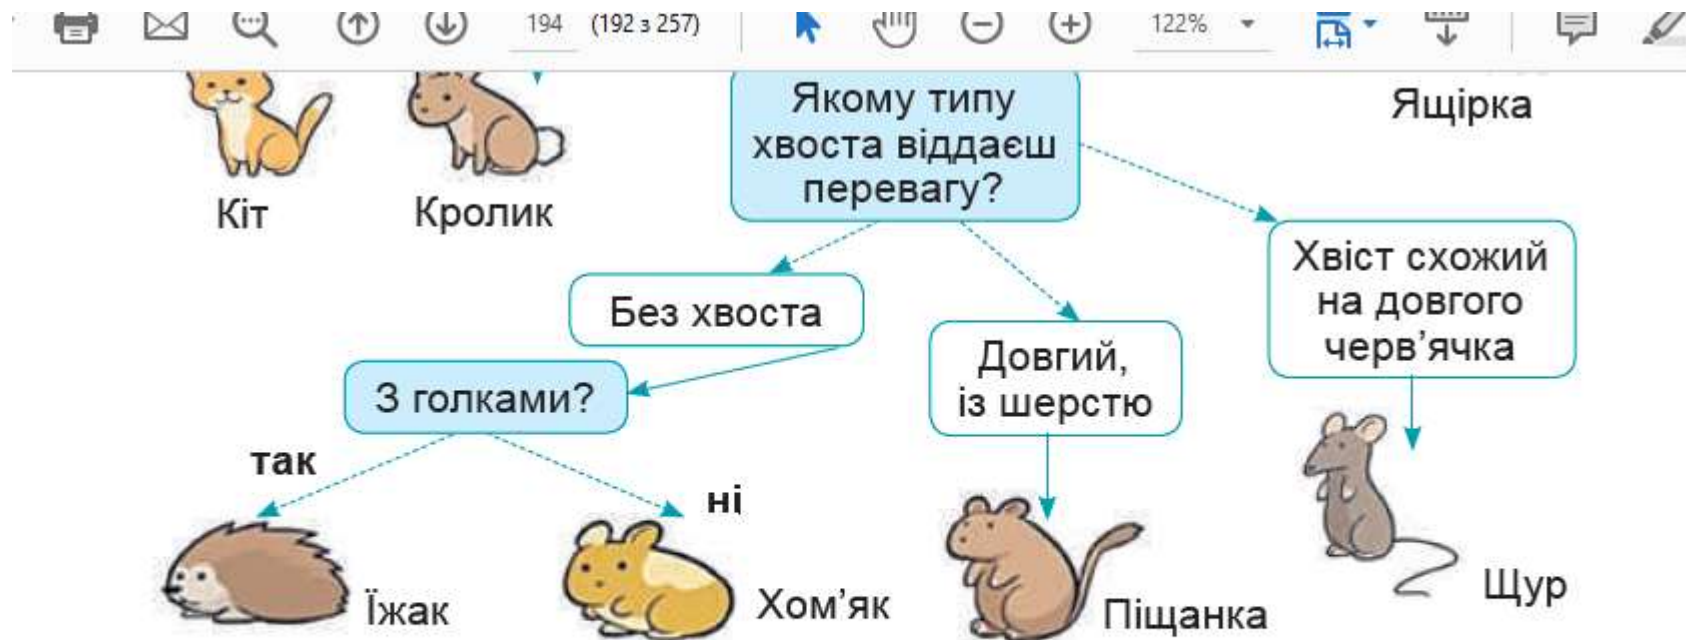 194 (192 з 257) 122%
Якому типу
хвоста віддаєш
перевагу?
Ящірка
Кіт
Кролик
Хвіст схожий
на довгого
черв’ячка
Без хвоста
Довгий,
із шерстю
З голками?
так
ні
Їжак
Хом’як
Піщанка
Щур